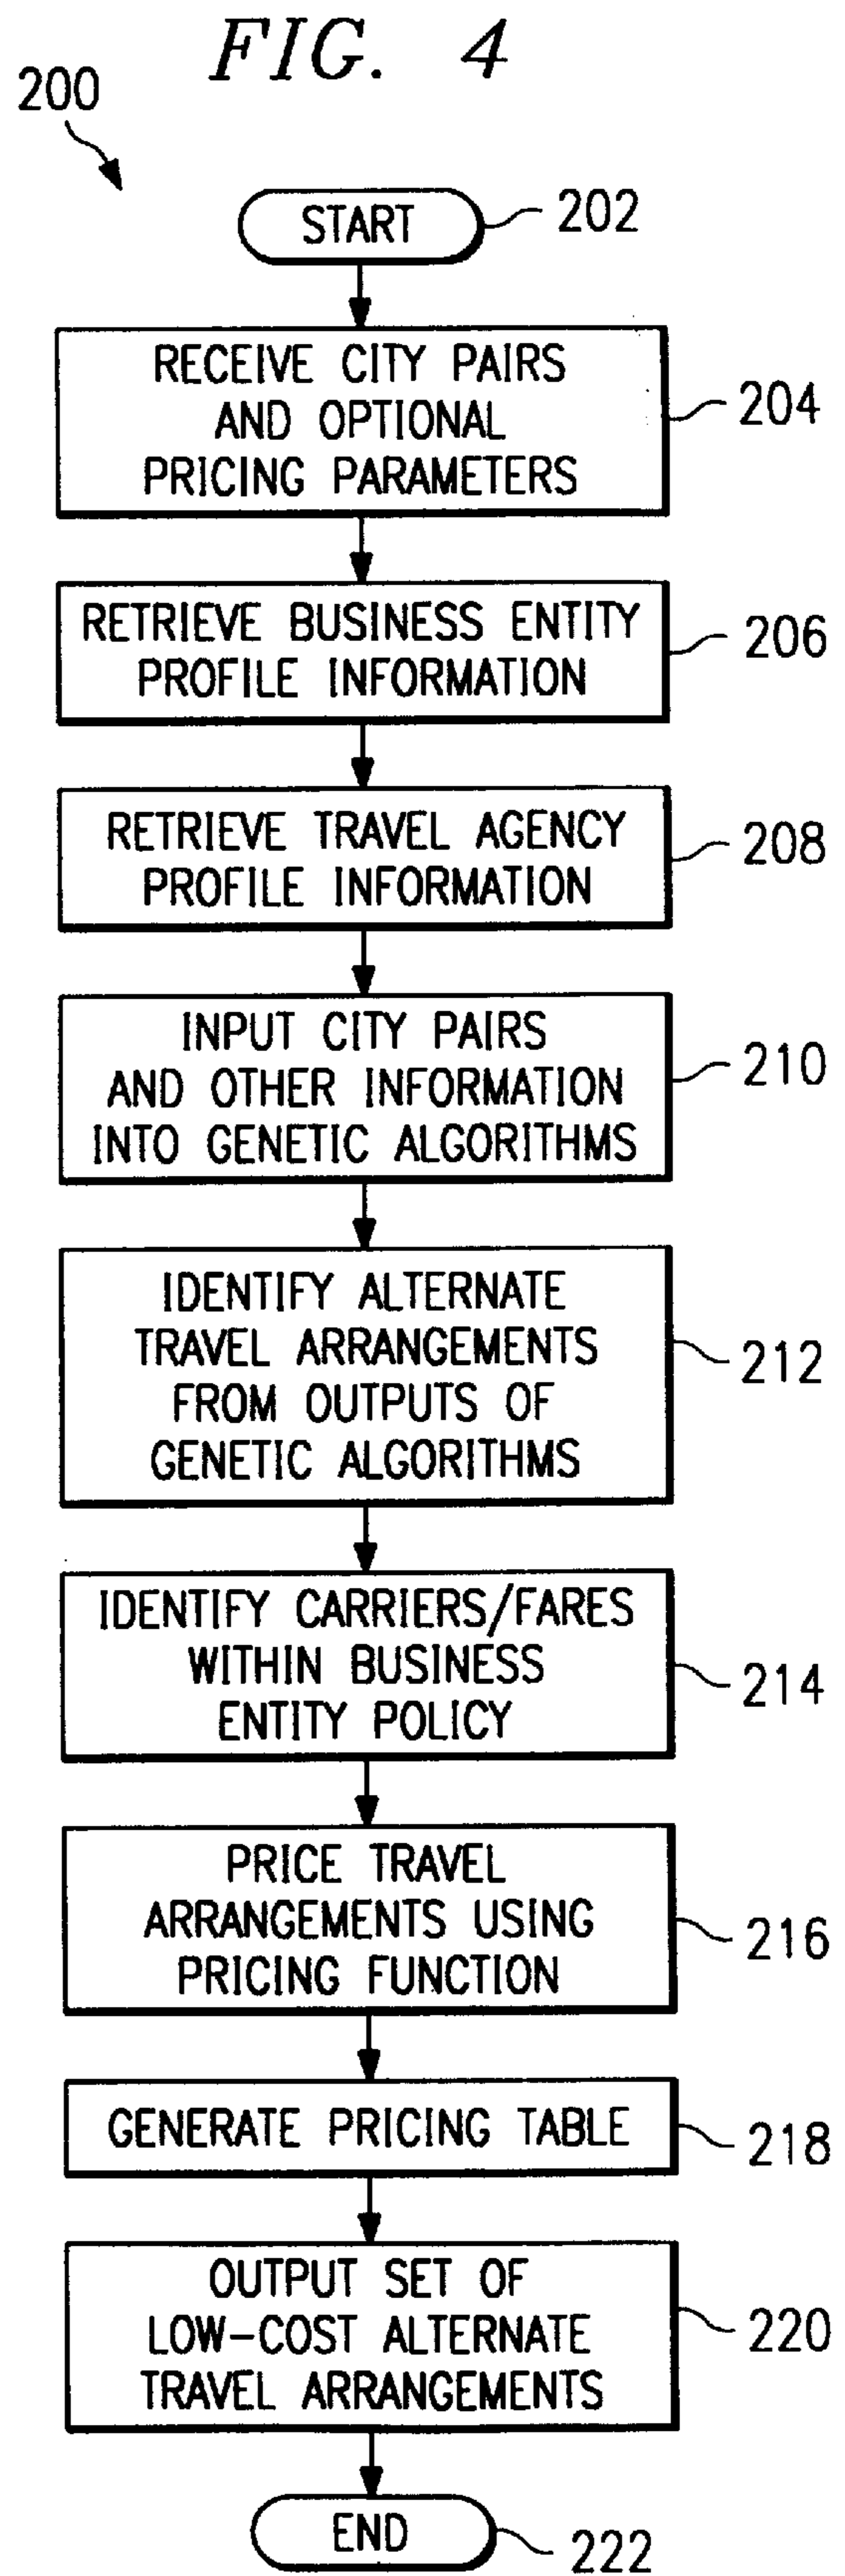 FIG. 4
200
START
202
RECEIVE CITY PAIRS
AND OPTIONAL
PRICING PARAMETERS
204
RETRIEVE BUSINESS ENTITY
PROFILE INFORMATION
206
RETRIEVE TRAVEL AGENCY
PROFILE INFORMATION
208
INPUT CITY PAIRS
AND OTHER INFORMATION
INTO GENETIC ALGORITHMS
210
IDENTIFY ALTERNATE
TRAVEL ARRANGEMENTS
FROM OUTPUTS OF
GENETIC ALGORITHMS
212
IDENTIFY CARRIERS/FARES
WITHIN BUSINESS
ENTITY POLICY
214
PRICE TRAVEL
ARRANGEMENTS USING
PRICING FUNCTION
216
GENERATE PRICING TABLE
218
OUTPUT SET OF
LOW-COST ALTERNATE
TRAVEL ARRANGEMENTS
220
END
222